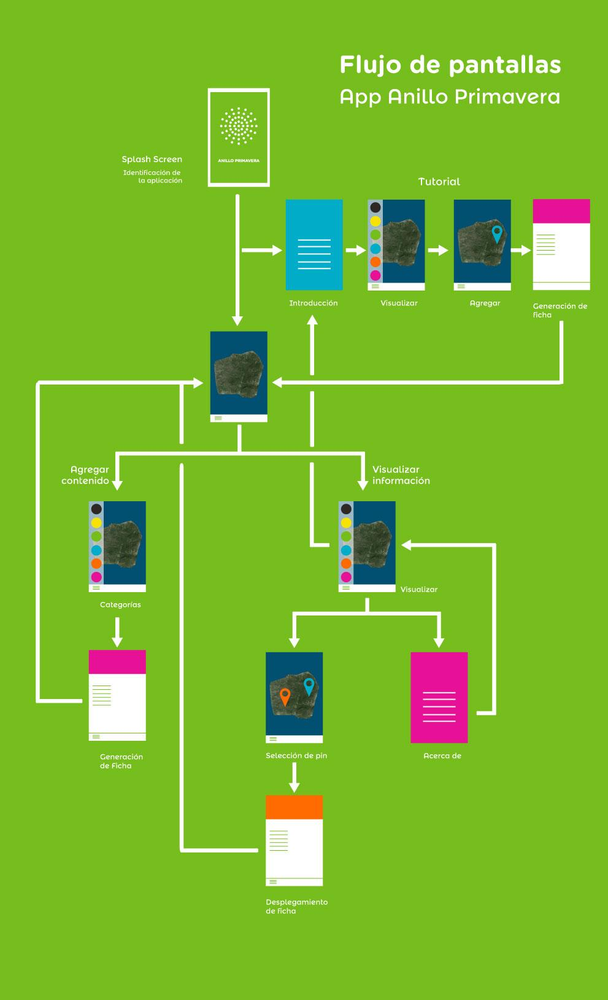 Flujo de pantallas
App Anillo Primavera
ANILLO PRIMAVERA
Splash Screen
Identificación de
la aplicación
Tutorial
Introducción
Visualizar
Agregar
Generación de
ficha
Agregar
contenido
Visualizar
información
Categorías
Visualizar
Generación
de Ficha
Selección de pin
Acerca de
Desplegamiento
de ficha